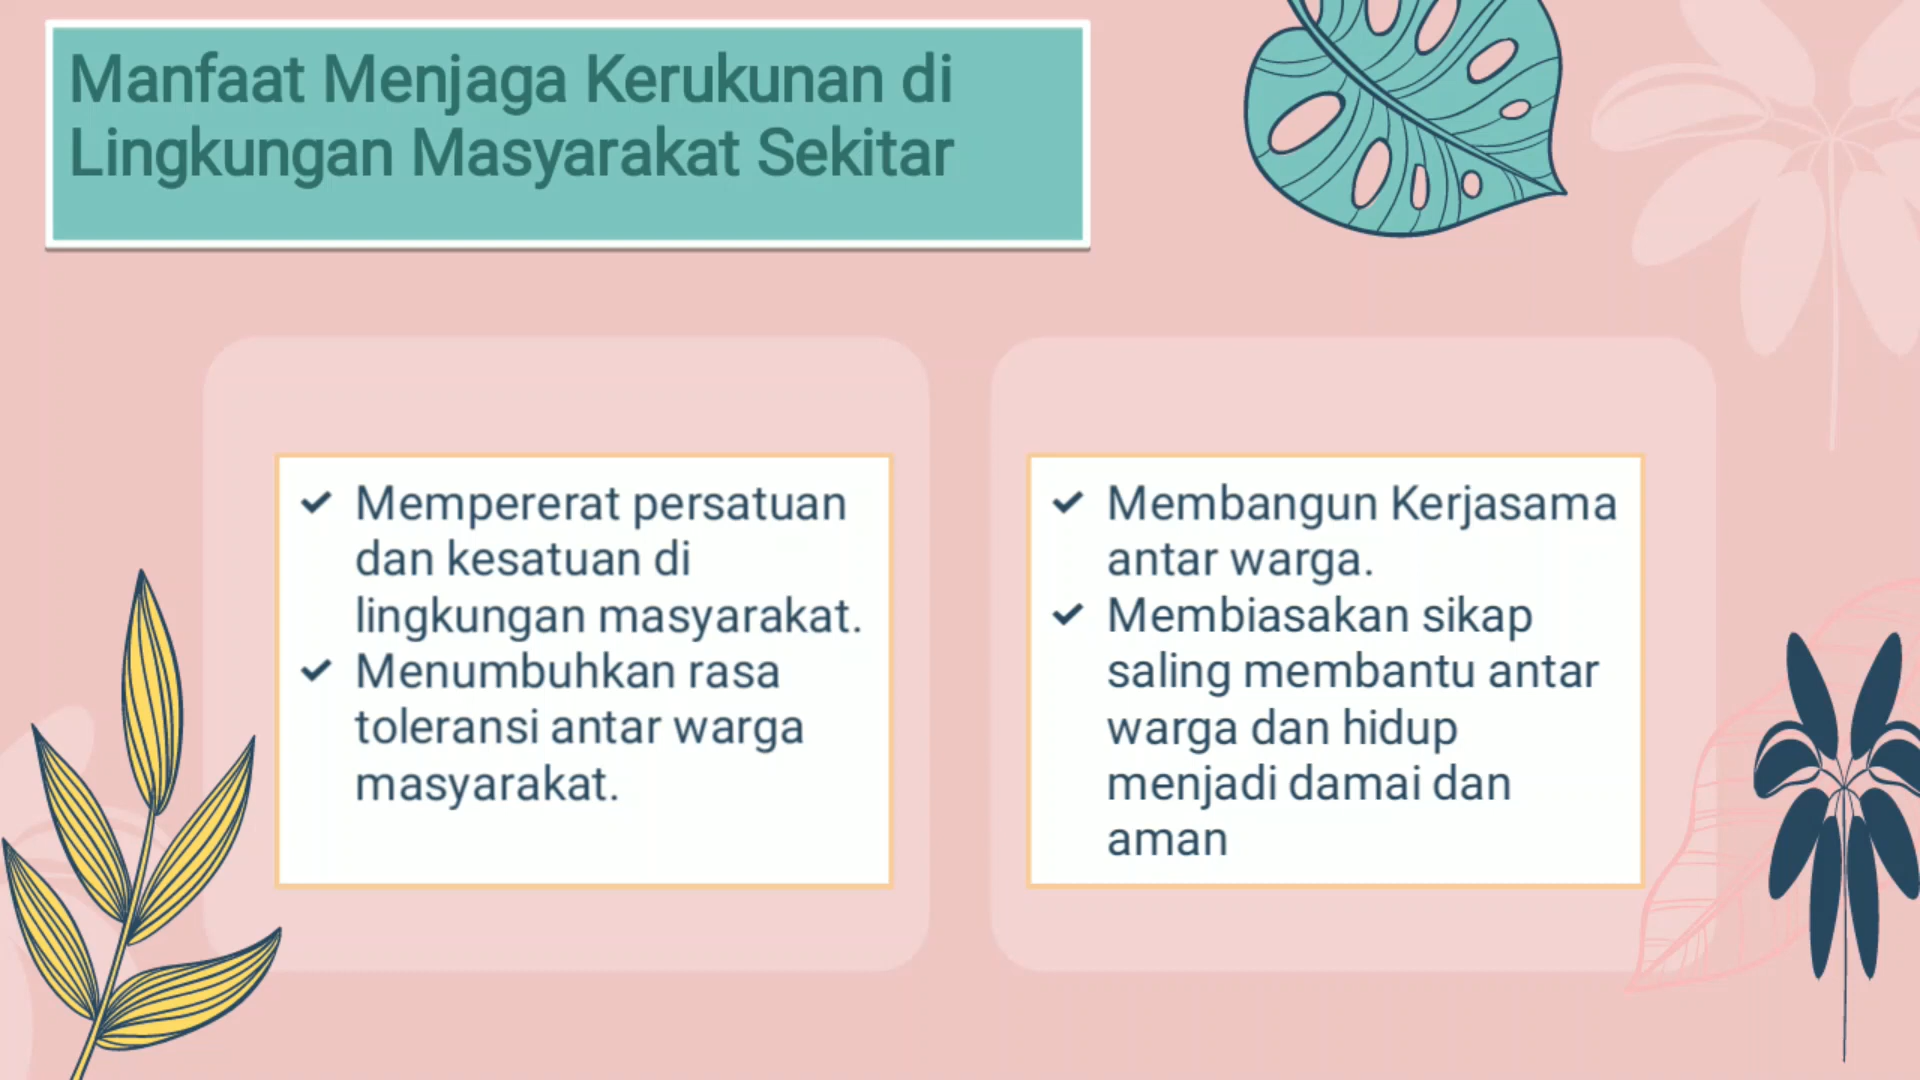 Manfaat Menjaga Kerukunan di
Lingkungan Masyarakat Sekitar
✔ Mempererat persatuan
dan kesatuan di
lingkungan masyarakat.
✔ Menumbuhkan rasa
toleransi antar warga
masyarakat.
✔ Membangun Kerjasama
antar warga.
✔ Membiasakan sikap
saling membantu antar
warga dan hidup
menjadi damai dan
aman